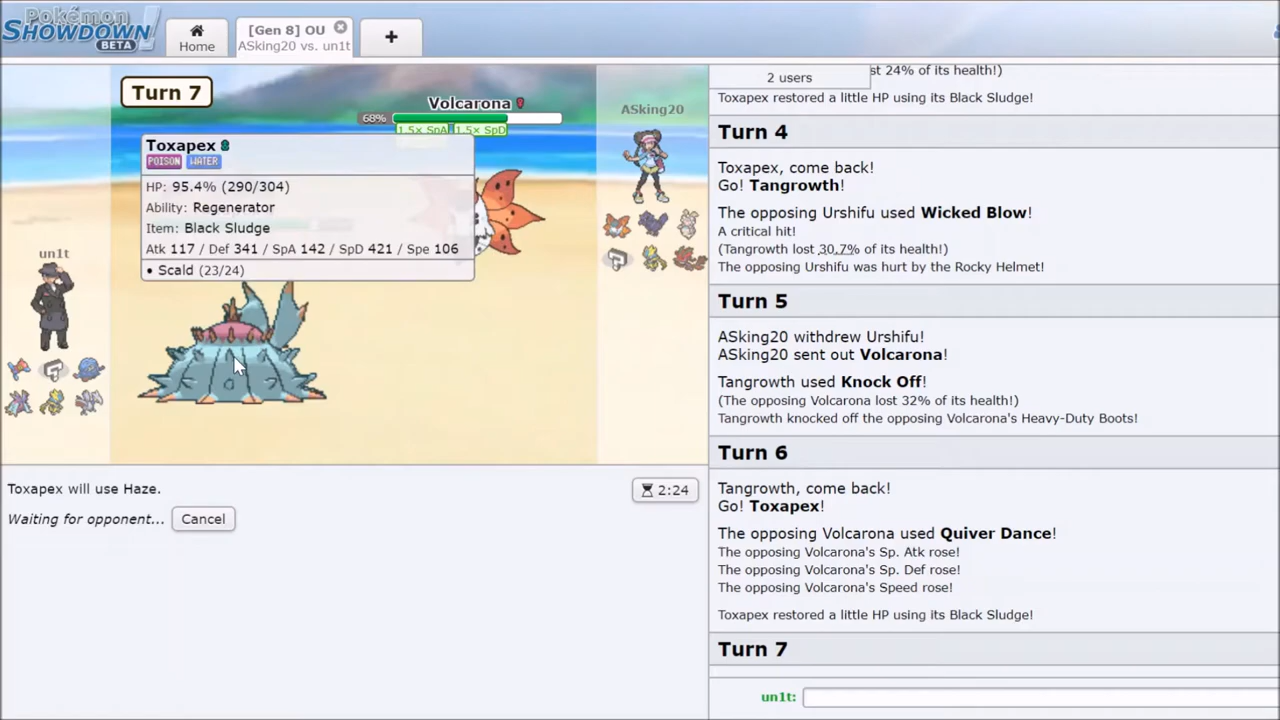 Pokémon
SHOWDOWN!
BETA
Home
[Gen 8] OU
ASking20 vs. un1t
+
Turn 7
Volcarona
68%
1.5× SpA 1.5× SpD
Toxapex
POISON WATER
HP: 95.4% (290/304)
Ability: Regenerator
Item: Black Sludge
Atk 117 / Def 341 / SpA 142 / SpD 421 / Spe 106
• Scald (23/24)
un1t
ASking20
Toxapex will use Haze.
Waiting for opponent... Cancel
2:24
2 users
st 24% of its health!)
Toxapex restored a little HP using its Black Sludge!
Turn 4
Toxapex, come back!
Go! Tangrowth!
The opposing Urshifu used Wicked Blow!
A critical hit!
(Tangrowth lost 30.7% of its health!)
The opposing Urshifu was hurt by the Rocky Helmet!
Turn 5
ASking20 withdrew Urshifu!
ASking20 sent out Volcarona!
Tangrowth used Knock Off!
(The opposing Volcarona lost 32% of its health!)
Tangrowth knocked off the opposing Volcarona's Heavy-Duty Boots!
Turn 6
Tangrowth, come back!
Go! Toxapex!
The opposing Volcarona used Quiver Dance!
The opposing Volcarona's Sp. Atk rose!
The opposing Volcarona's Sp. Def rose!
The opposing Volcarona's Speed rose!
Toxapex restored a little HP using its Black Sludge!
Turn 7
un1t: